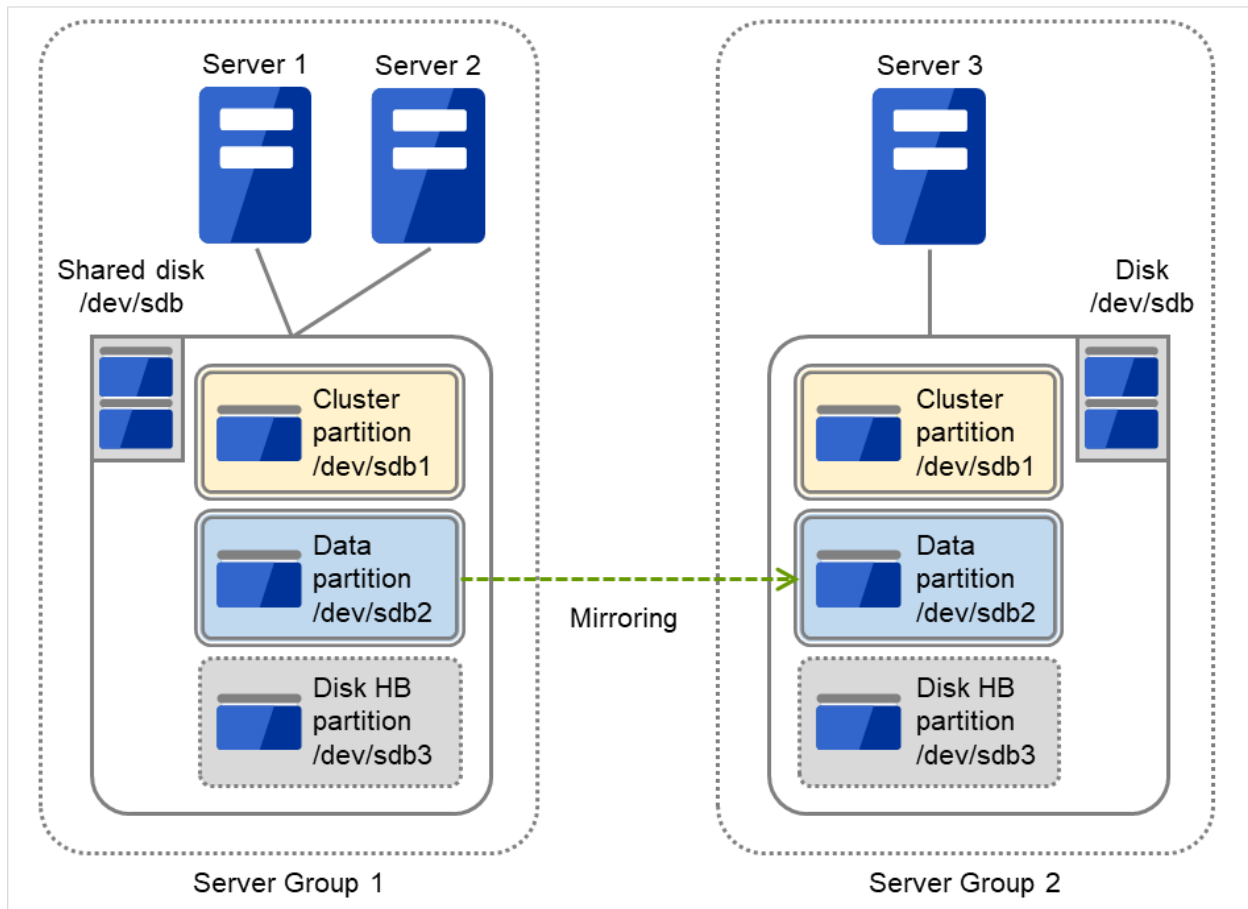 Server 1
Server 2
Shared disk
/dev/sdb
Cluster
partition
/dev/sdb1
Data
partition
/dev/sdb2
Disk HB
partition
/dev/sdb3
Server Group 1
Mirroring
Server 3
Disk
/dev/sdb
Cluster
partition
/dev/sdb1
Data
partition
/dev/sdb2
Disk HB
partition
/dev/sdb3
Server Group 2